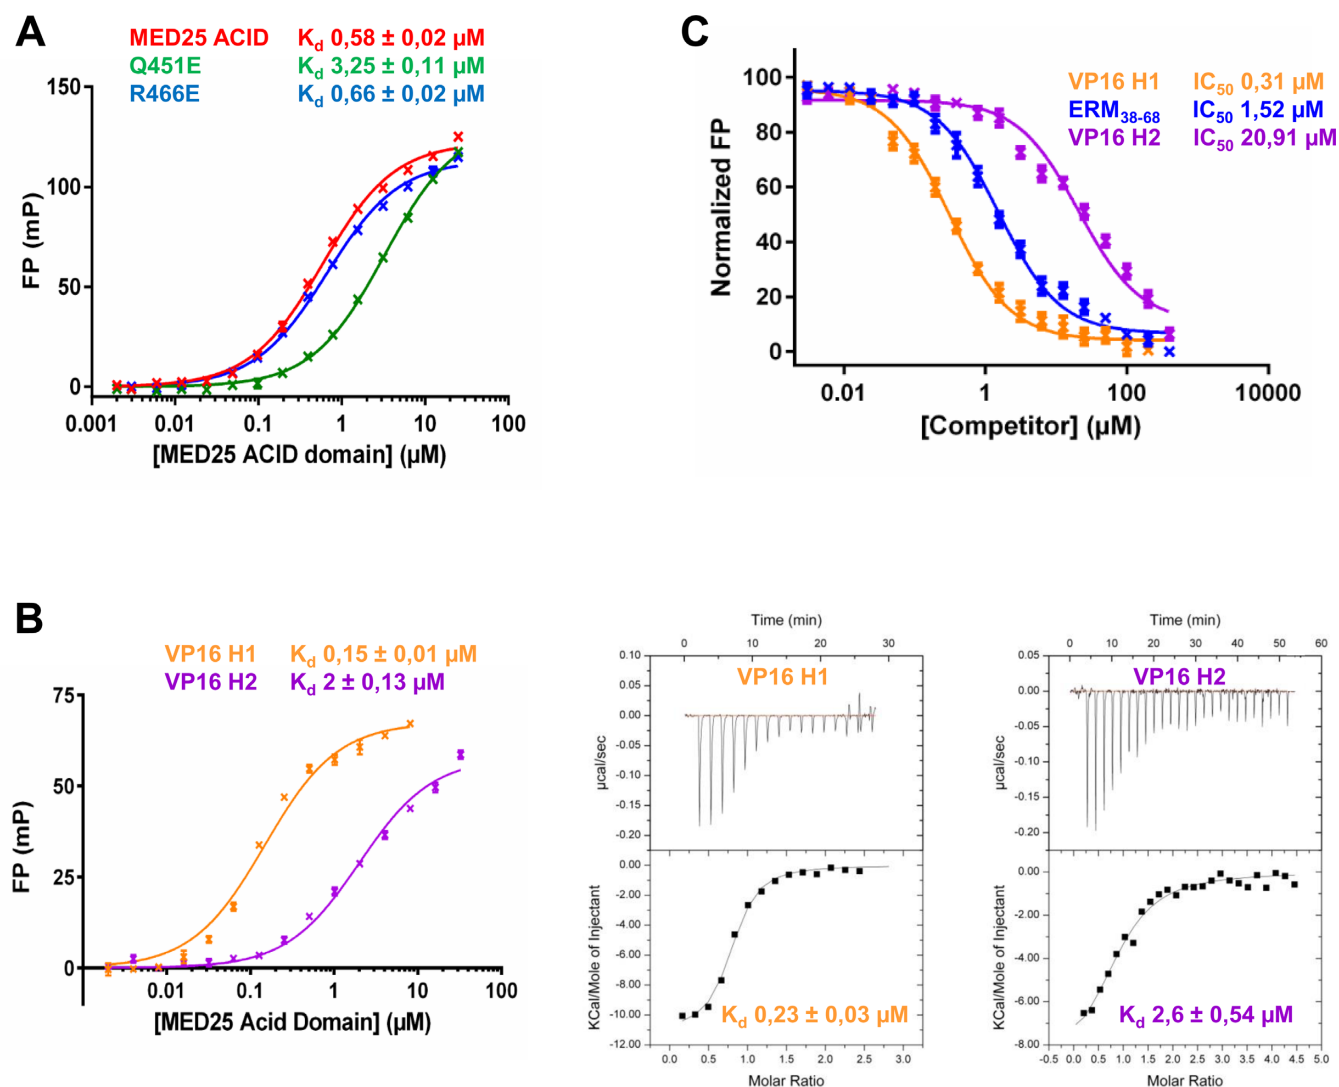 A
MED25 ACID K_d 0,58 ± 0,02 µM
Q451E K_d 3,25 ± 0,11 µM
R466E K_d 0,66 ± 0,02 µM
150
100
50
0
FP (mP)
0.001 0.01 0.1 1 10 100
[MED25 ACID domain] (µM)
C
VP16 H1 IC50 0,31 µM
ERM38-68 IC50 1,52 µM
VP16 H2 IC50 20,91 µM
100
80
60
40
20
0
Normalized FP
0.01 1 100 10000
[Competitor] (µM)
B
VP16 H1 K_d 0,15 ± 0,01 µM
VP16 H2 K_d 2 ± 0,13 µM
75
50
25
0
FP (mP)
0.01 0.1 1 10 100
[MED25 Acid Domain] (µM)
Time (min)
0 10 20 30
VP16 H1
0.10
0.05
0.00
-0.05
-0.10
-0.15
-0.20
µcal/sec
0.00
-2.00
-4.00
-6.00
-8.00
-10.00
-12.00
KCal/Mole of Injectant
K_d 0,23 ± 0,03 µM
0.0 0.5 1.0 1.5 2.0 2.5 3.0
Molar Ratio
Time (min)
0 10 20 30 40 50 60
VP16 H2
0.05
0.00
-0.05
-0.10
-0.15
-0.20
µcal/sec
0.00
-2.00
-4.00
-6.00
-8.00
KCal/Mole of Injectant
K_d 2,6 ± 0,54 µM
-0.5 0.0 0.5 1.0 1.5 2.0 2.5 3.0 3.5 4.0 4.5 5.0
Molar Ratio